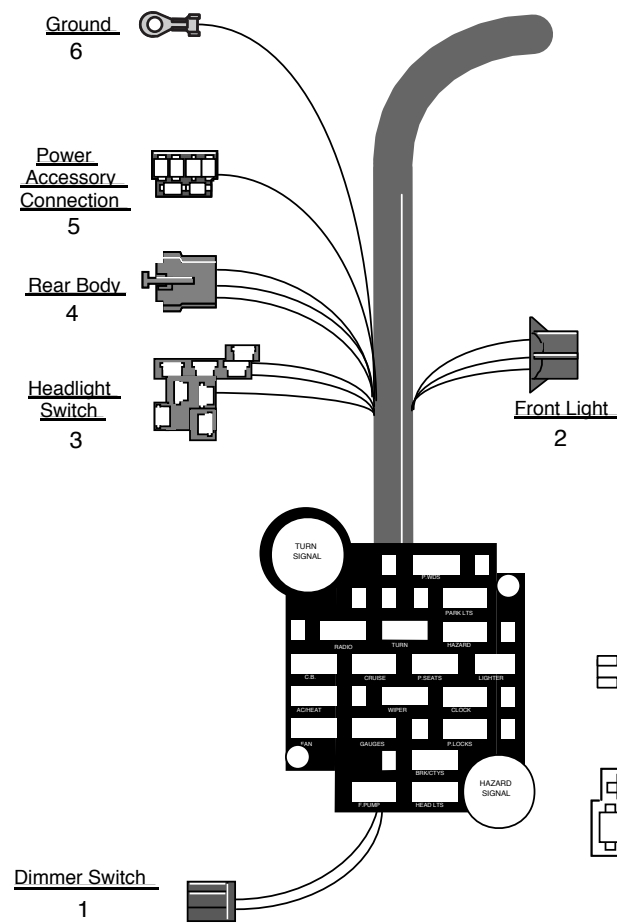 Ground
6
Power
Accessory
Connection
5
Rear Body
4
Headlight
Switch
3
Front Light
2
TURN
SIGNAL
P.WDS
PARK LTS
RADIO
TURN
HAZARD
C.B.
CRUISE
P.SEATS
LIGHTER
AC/HEAT
WIPER
CLOCK
FAN
GAUGES
P.LOCKS
BRK/CTYS
HAZARD
SIGNAL
F.PUMP
HEAD LTS
Dimmer Switch
1